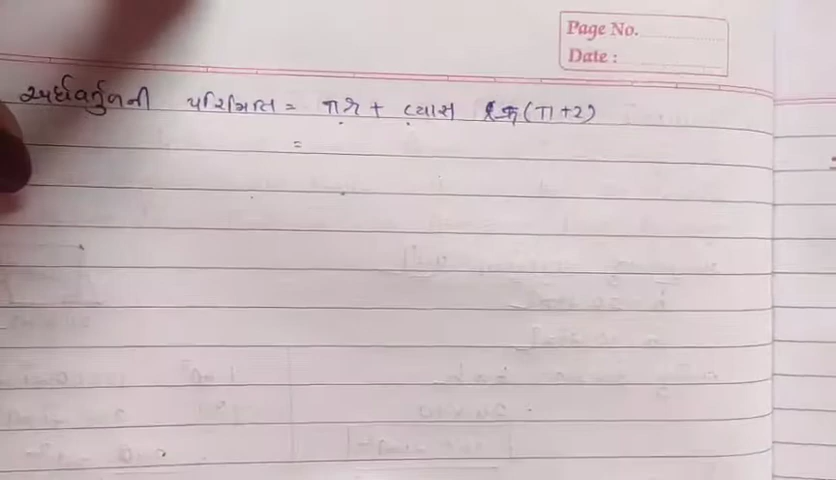 Page No.
Date :
અર્ધવર્તુળની પરિમિતિ = πr + વ્યાસ (π+2)
=